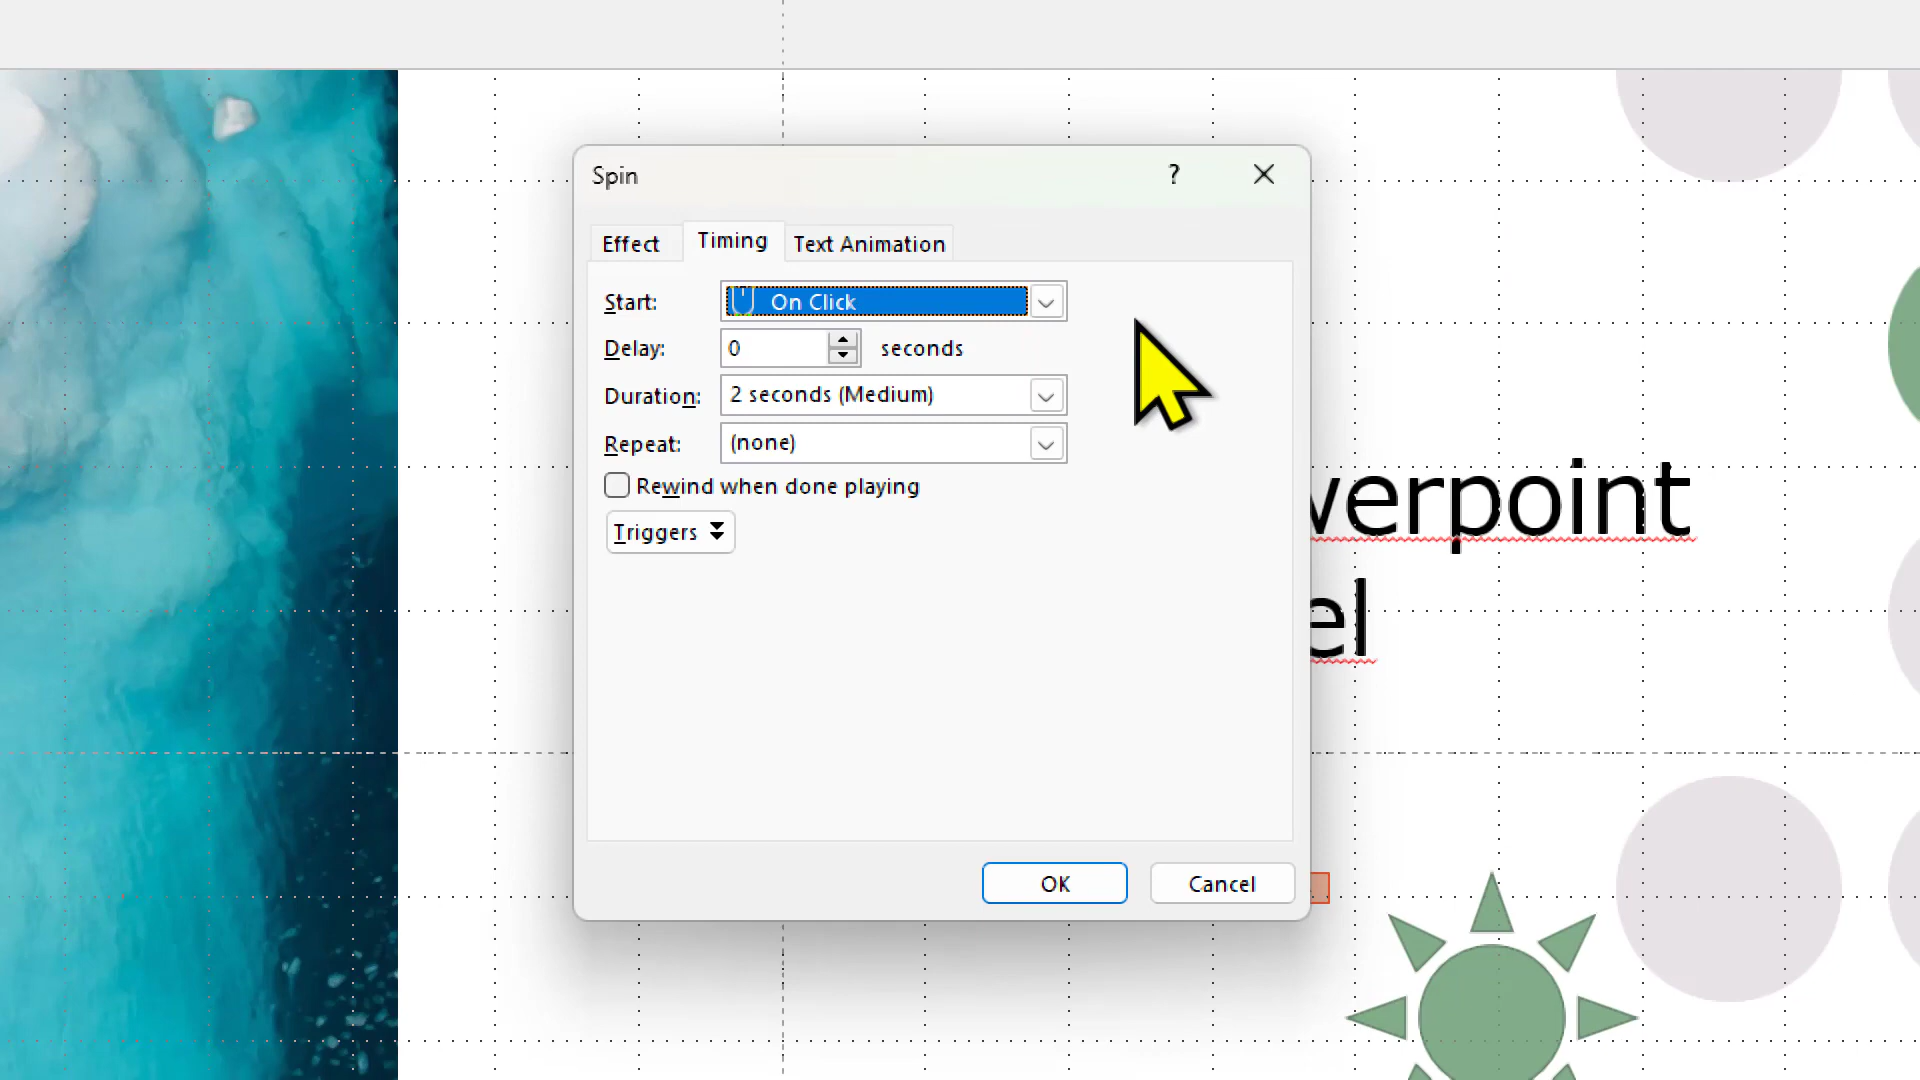 Spin
?
Effect Timing Text Animation
Start: On Click
Delay: 0 seconds
Duration: 2 seconds (Medium)
Repeat: (none)
Rewind when done playing
Triggers
OK Cancel
werpoint
el